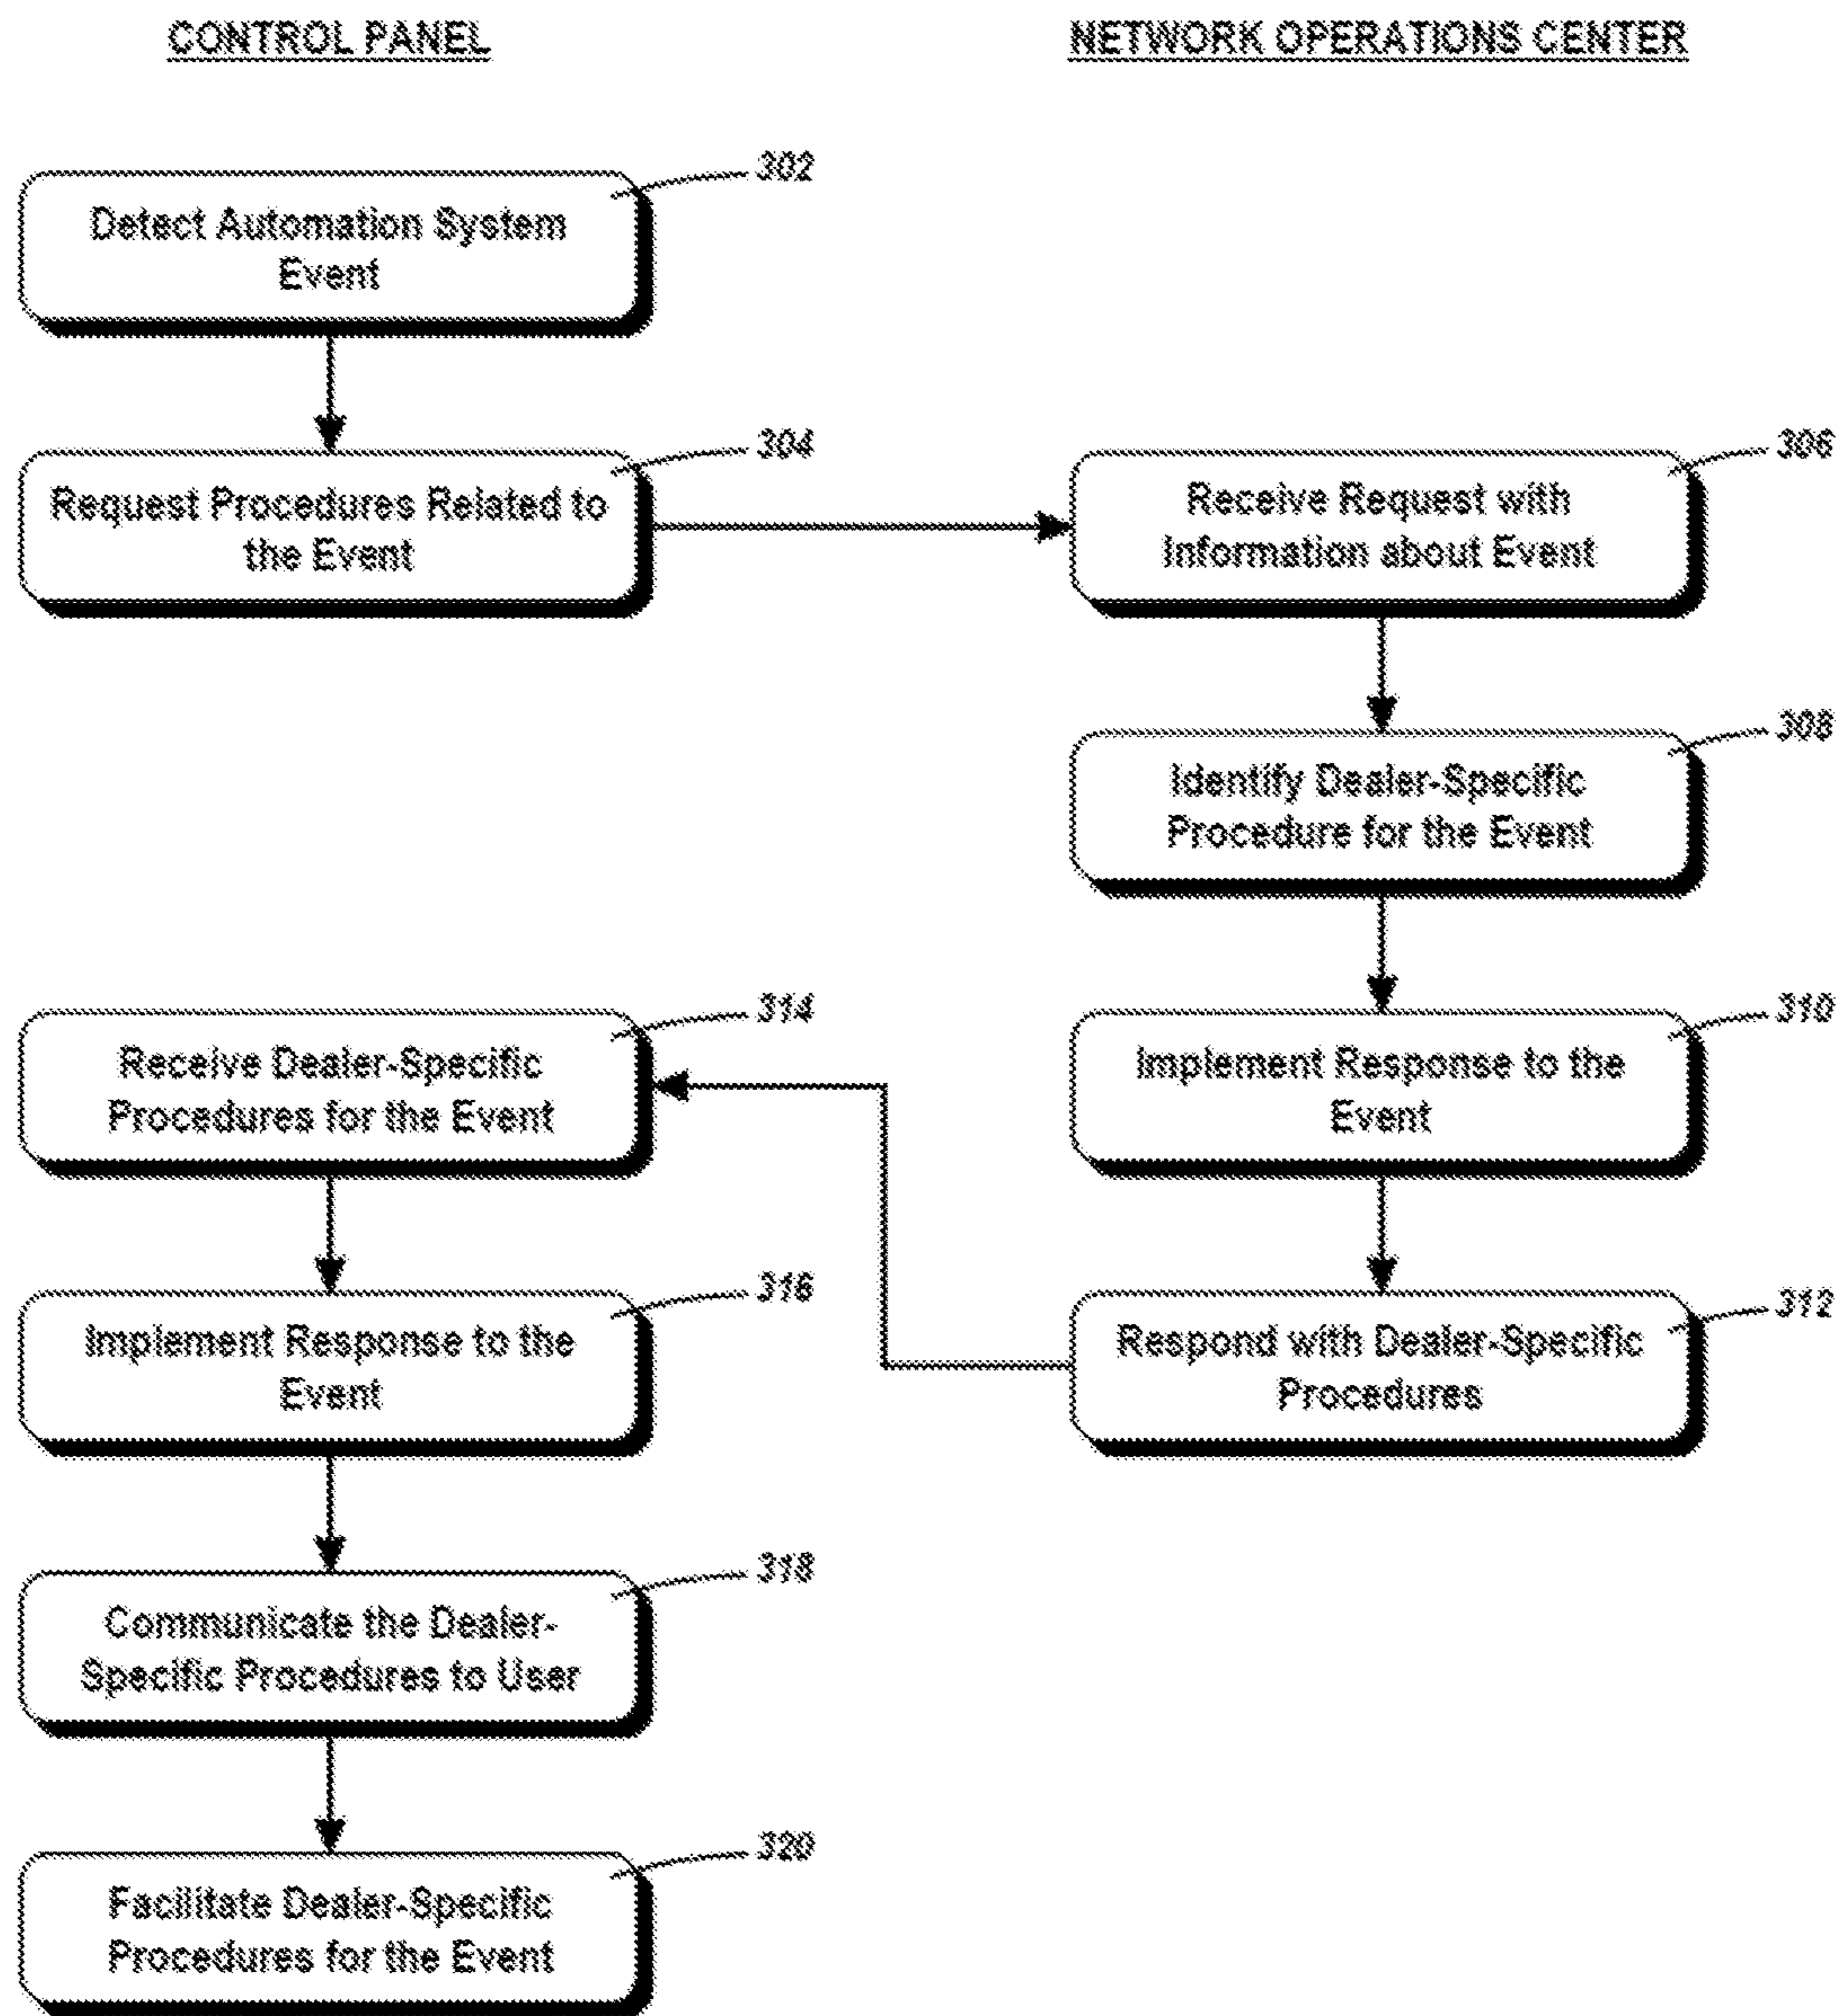 CONTROL PANEL
NETWORK OPERATIONS CENTER
302
Detect Automation System
Event
304
Request Procedures Related to
the Event
306
Receive Request with
Information about Event
308
Identify Dealer-Specific
Procedure for the Event
310
Implement Response to the
Event
312
Respond with Dealer-Specific
Procedures
314
Receive Dealer-Specific
Procedures for the Event
316
Implement Response to the
Event
318
Communicate the Dealer-
Specific Procedures to User
320
Facilitate Dealer-Specific
Procedures for the Event